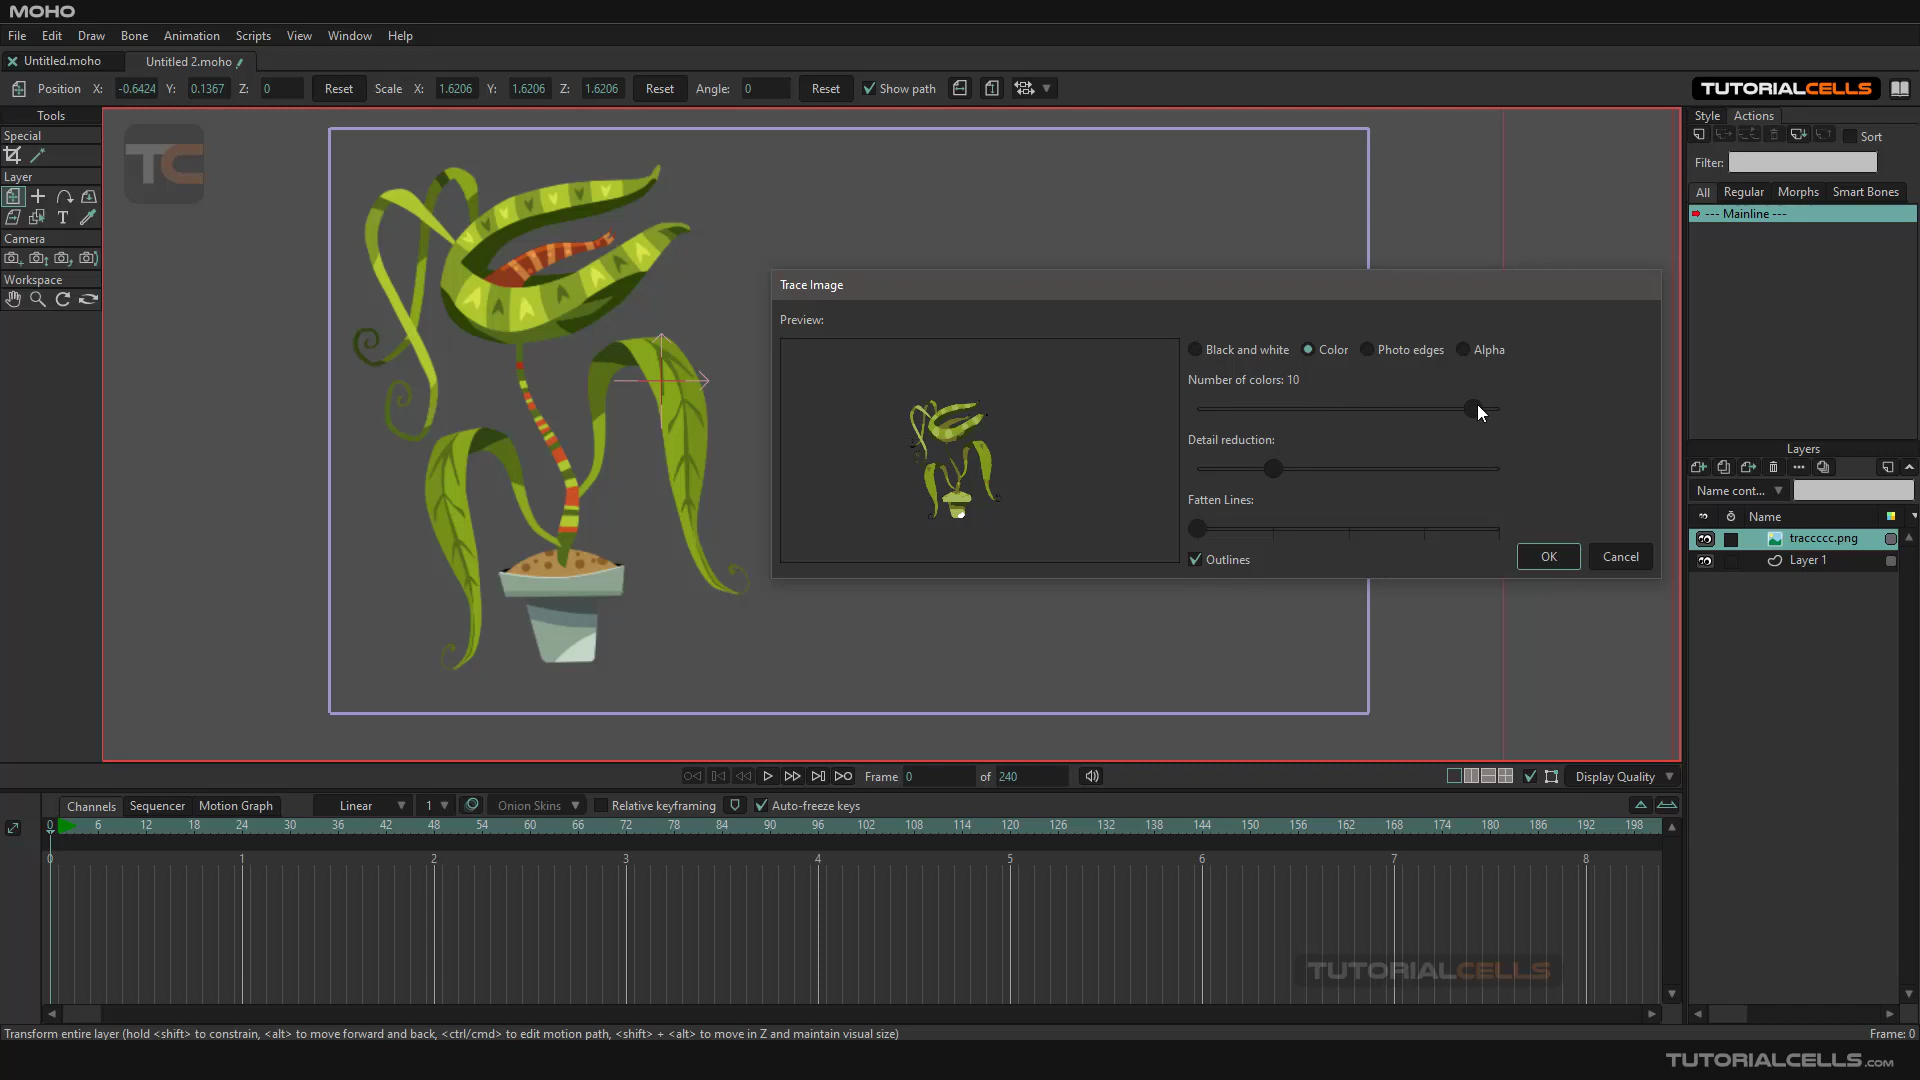 MOHO
File Edit Draw Bone Animation Scripts View Window Help
Untitled.moho Untitled 2.moho
Position X: -0.6424 Y: 0.1367 Z: 0 Reset Scale X: 1.6206 Y: 1.6206 Z: 1.6206 Reset Angle: 0 Reset Show path TUTORIALCELLS
Tools
Special
Layer
T
Camera
Workspace
TC
Style Actions
Sort
Filter:
All Regular Morphs Smart Bones
--- Mainline ---
Trace Image
Preview:
Black and white Color Photo edges Alpha
Number of colors: 10
Detail reduction:
Fatten Lines:
Outlines
OK Cancel
Layers
Name cont...
Name
traccccc.png
Layer 1
Frame 0 of 240 Display Quality
Channels Sequencer Motion Graph Linear 1 Onion Skins Relative keyframing Auto-freeze keys
0 6 12 18 24 30 36 42 48 54 60 66 72 78 84 90 96 102 108 114 120 126 132 138 144 150 156 162 168 174 180 186 192 198
0 1 2 3 4 5 6 7 8
TUTORIALCELLS
Transform entire layer (hold <shift> to constrain, <alt> to move forward and back, <ctrl/cmd> to edit motion path, <shift> + <alt> to move in Z and maintain visual size) Frame: 0
TUTORIALCELLS.COM